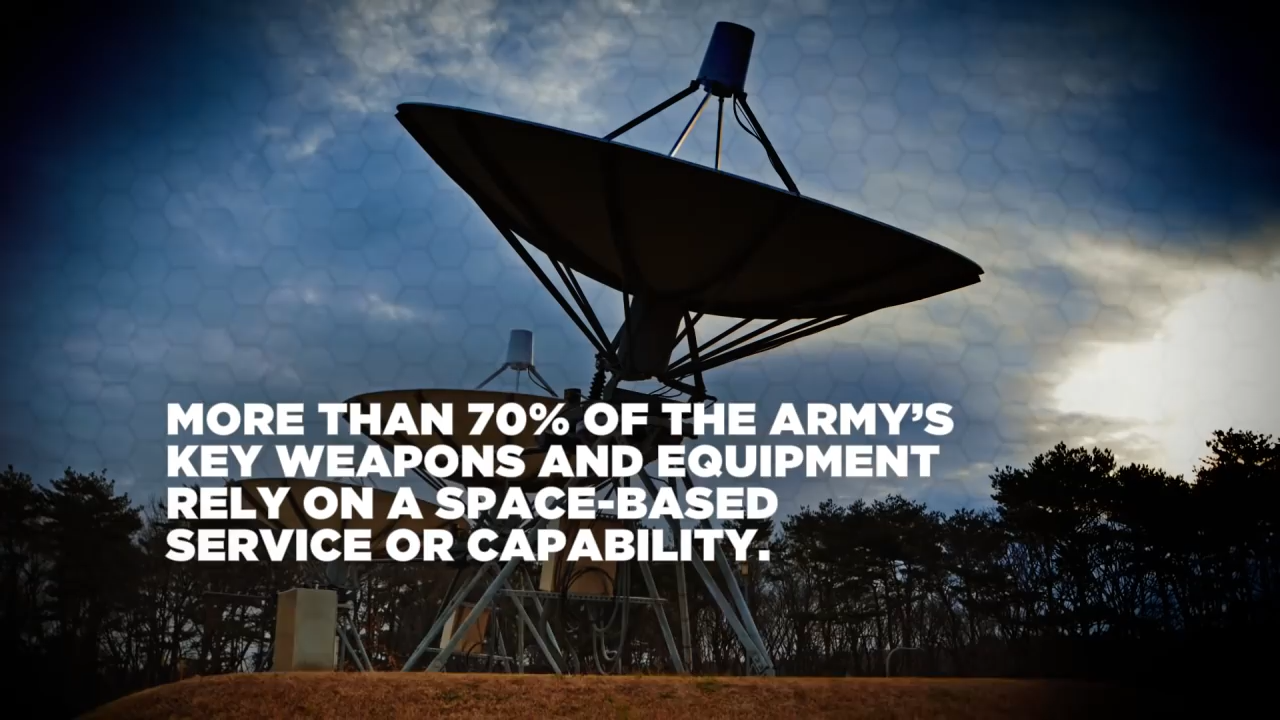 MORE THAN 70% OF THE ARMY’S
KEY WEAPONS AND EQUIPMENT
RELY ON A SPACE-BASED
SERVICE OR CAPABILITY.